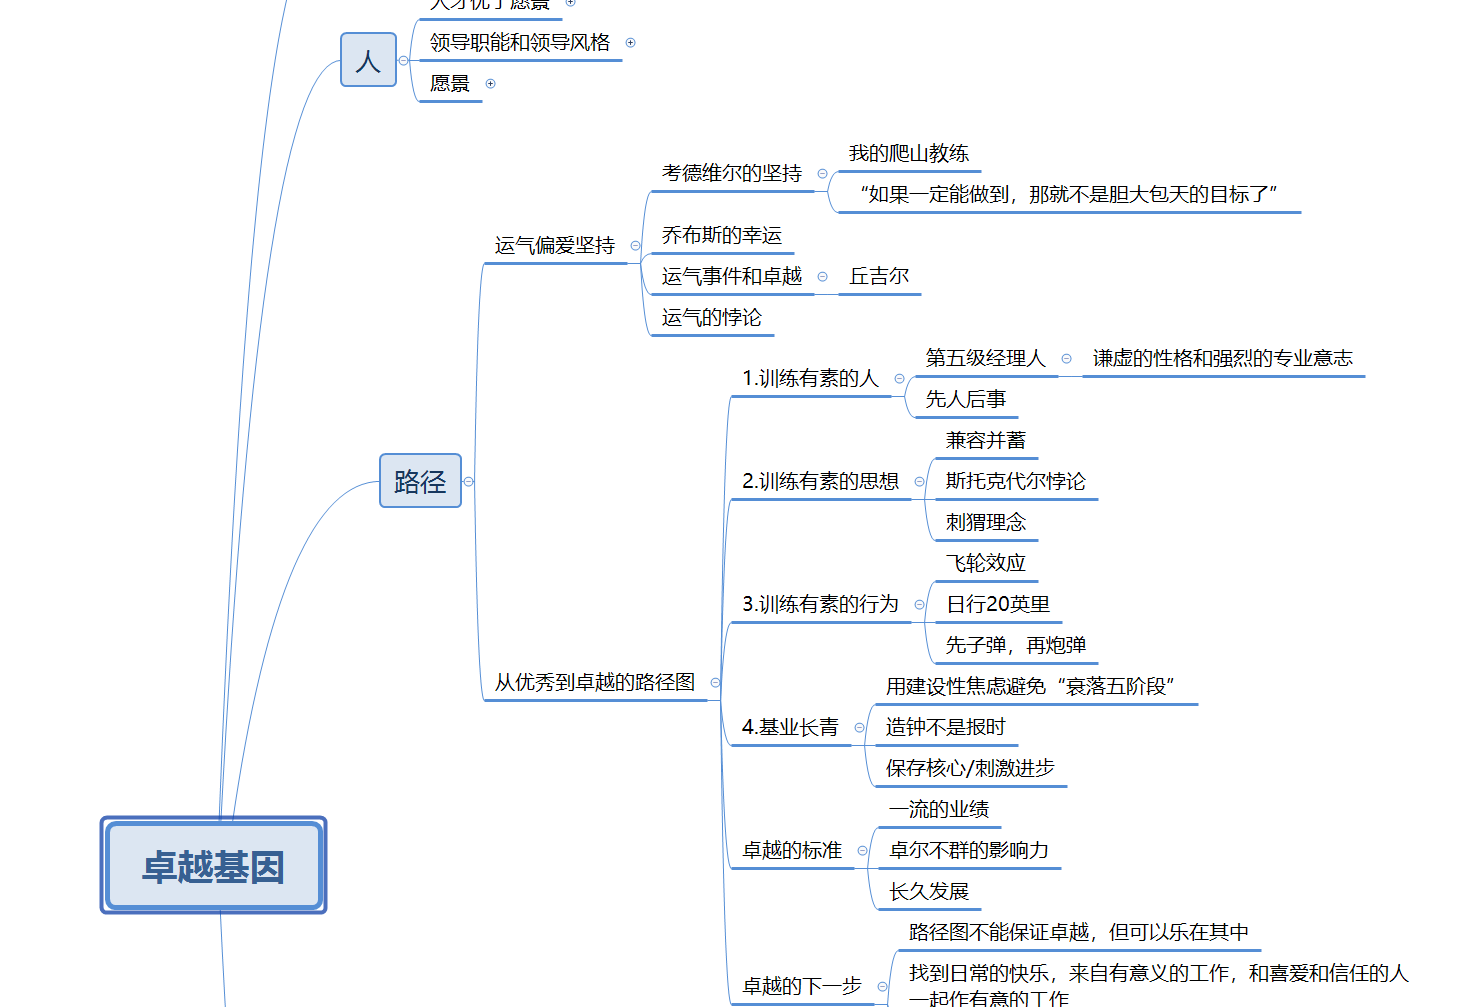 人才优于愿景
领导职能和领导风格
人
愿景
我的爬山教练
考德维尔的坚持
“如果一定能做到，那就不是胆大包天的目标了”
乔布斯的幸运
运气偏爱坚持
运气事件和卓越
丘吉尔
运气的悖论
第五级经理人
谦虚的性格和强烈的专业意志
1.训练有素的人
先人后事
兼容并蓄
路径
2.训练有素的思想
斯托克代尔悖论
刺猬理念
飞轮效应
3.训练有素的行为
日行20英里
先子弹，再炮弹
从优秀到卓越的路径图
用建设性焦虑避免“衰落五阶段”
4.基业长青
造钟不是报时
保存核心/刺激进步
一流的业绩
卓越的标准
卓尔不群的影响力
卓越基因
长久发展
路径图不能保证卓越，但可以乐在其中
卓越的下一步
找到日常的快乐，来自有意义的工作，和喜爱和信任的人
一起作有意的工作